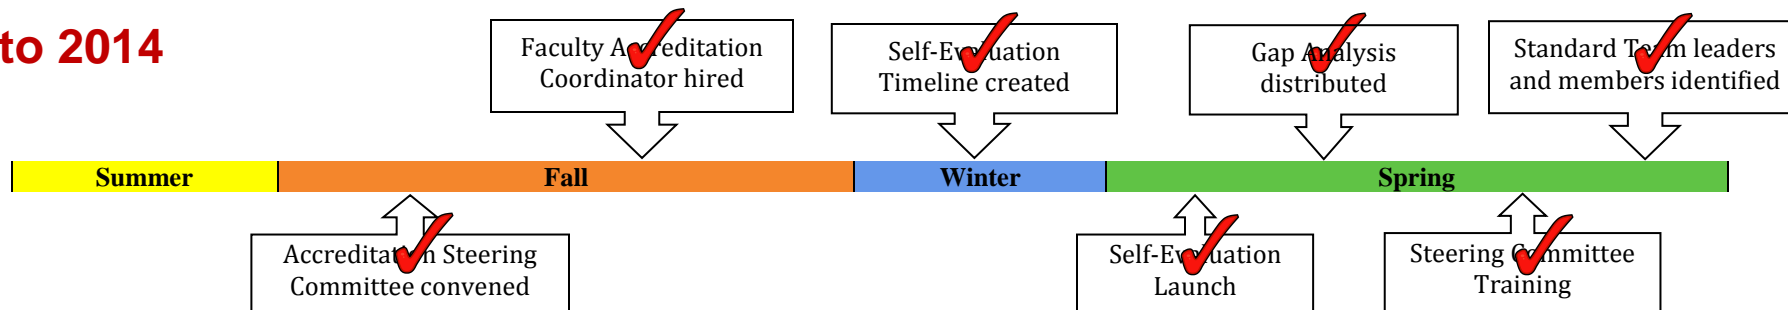 to 2014
Faculty Accreditation
Coordinator hired
Self-Evaluation
Timeline created
Gap Analysis
distributed
Standard Team leaders
and members identified
Summer
Fall
Winter
Spring
Accreditation Steering
Committee convened
Self-Evaluation
Launch
Steering Committee
Training